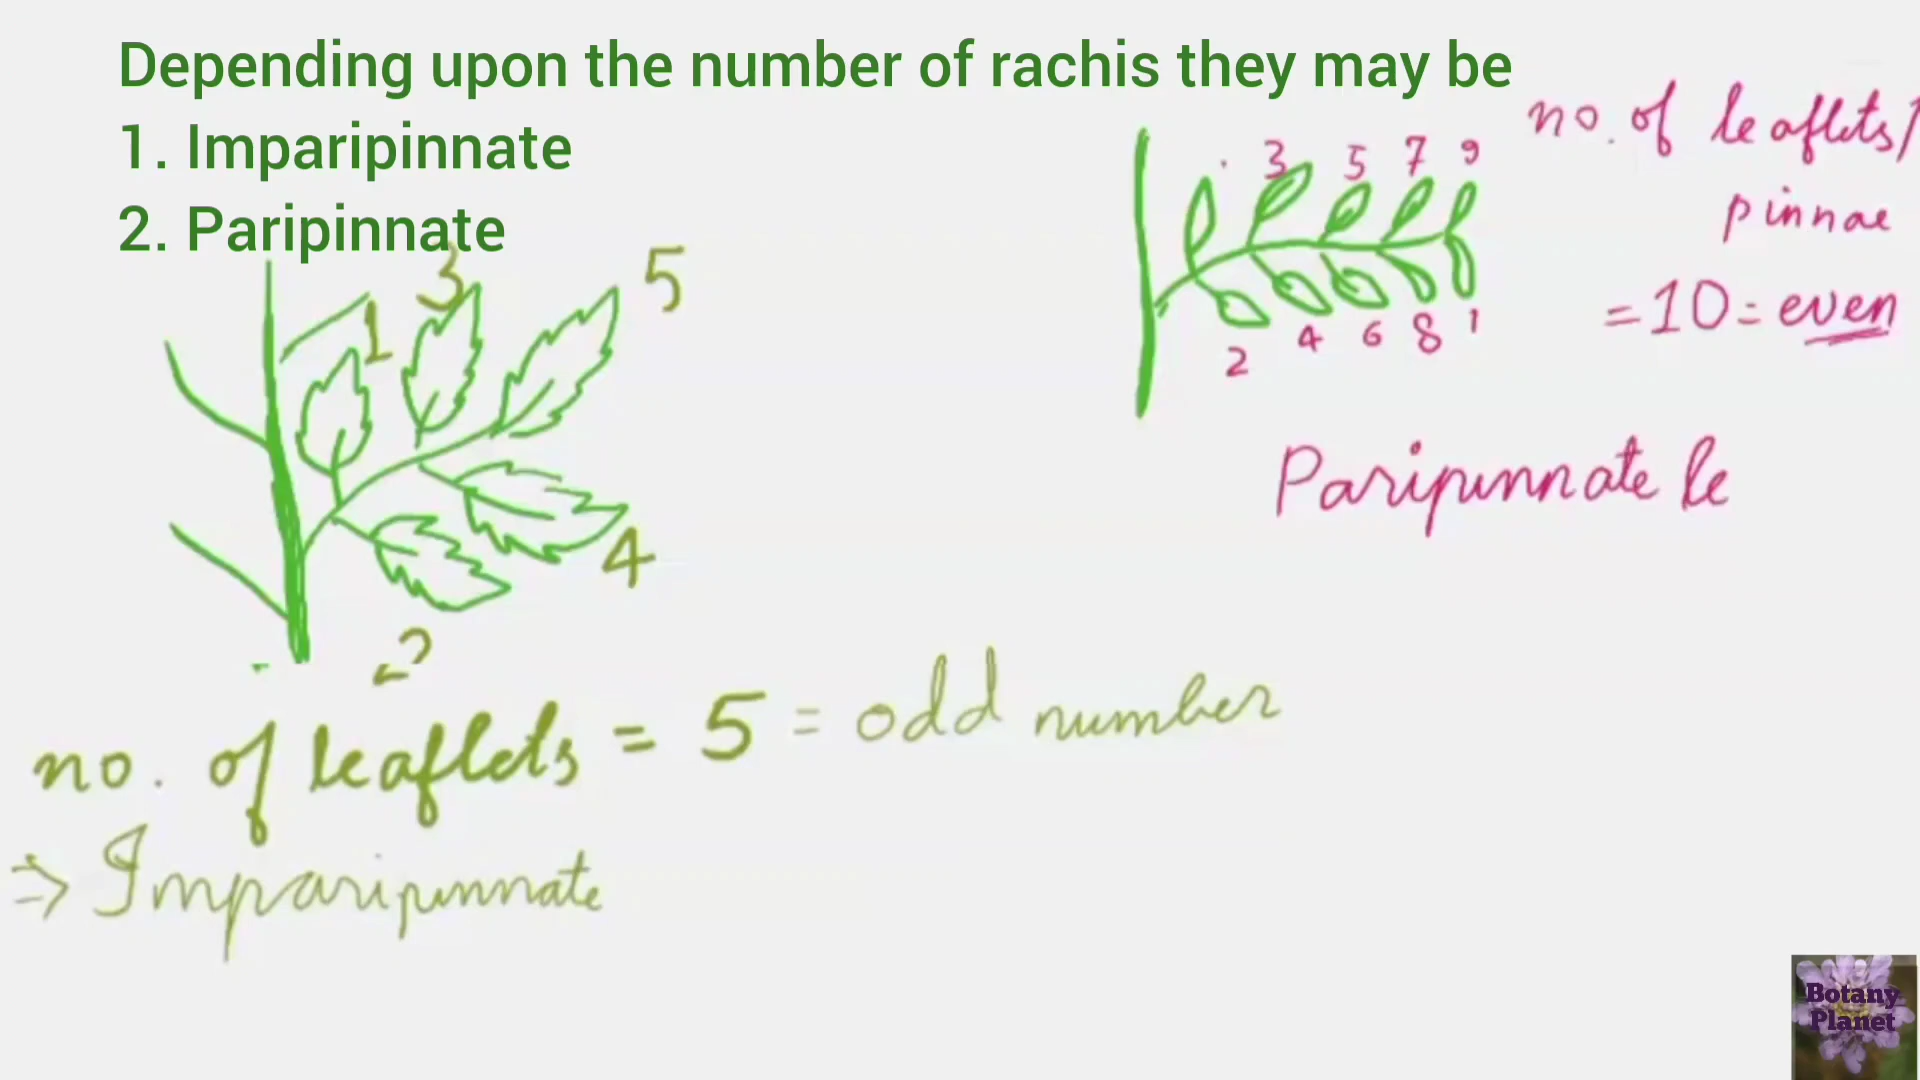 Depending upon the number of rachis they may be
1. Imparipinnate
2. Paripinnate
1
3
5
4
2
no. of leaflets = 5 = odd number
⇒ Imparipinnate
3 5 7 9
2 4 6 8 1
no. of leaflets/
pinnae
= 10 = even
Paripinnate le
Botany
Planet